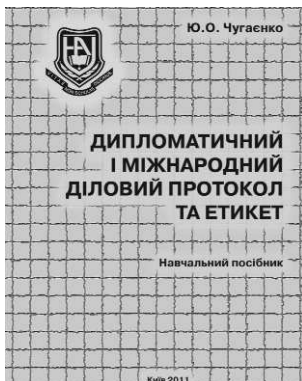 Ю.О. Чугаєнко
ДИПЛОМАТИЧНИЙ
І МІЖНАРОДНИЙ
ДІЛОВИЙ ПРОТОКОЛ
ТА ЕТИКЕТ
Навчальний посібник
Київ 2011